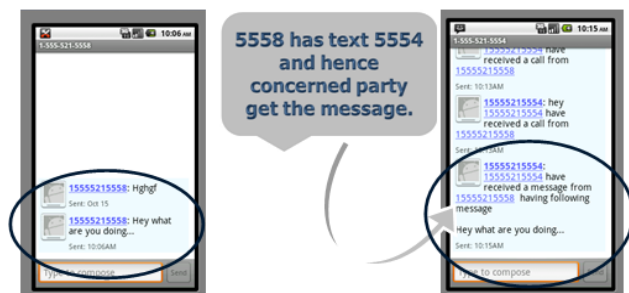 10:06 AM
1-555-521-5558
15555215558: Hghgf
Sent: Oct 15
15555215558: Hey what
are you doing...
Sent: 10:06AM
Type to compose
Send
5558 has text 5554
and hence
concerned party
get the message.
10:15 AM
1-555-521-5554
15555215554 have
received a call from
15555215558
Sent: 10:13AM
15555215554: hey
15555215554 have
received a call from
15555215558
Sent: 10:13AM
15555215554:
15555215554 have
received a message from
15555215558 having following
message
Hey what are you doing...
Sent: 10:15AM
Type to compose
Send